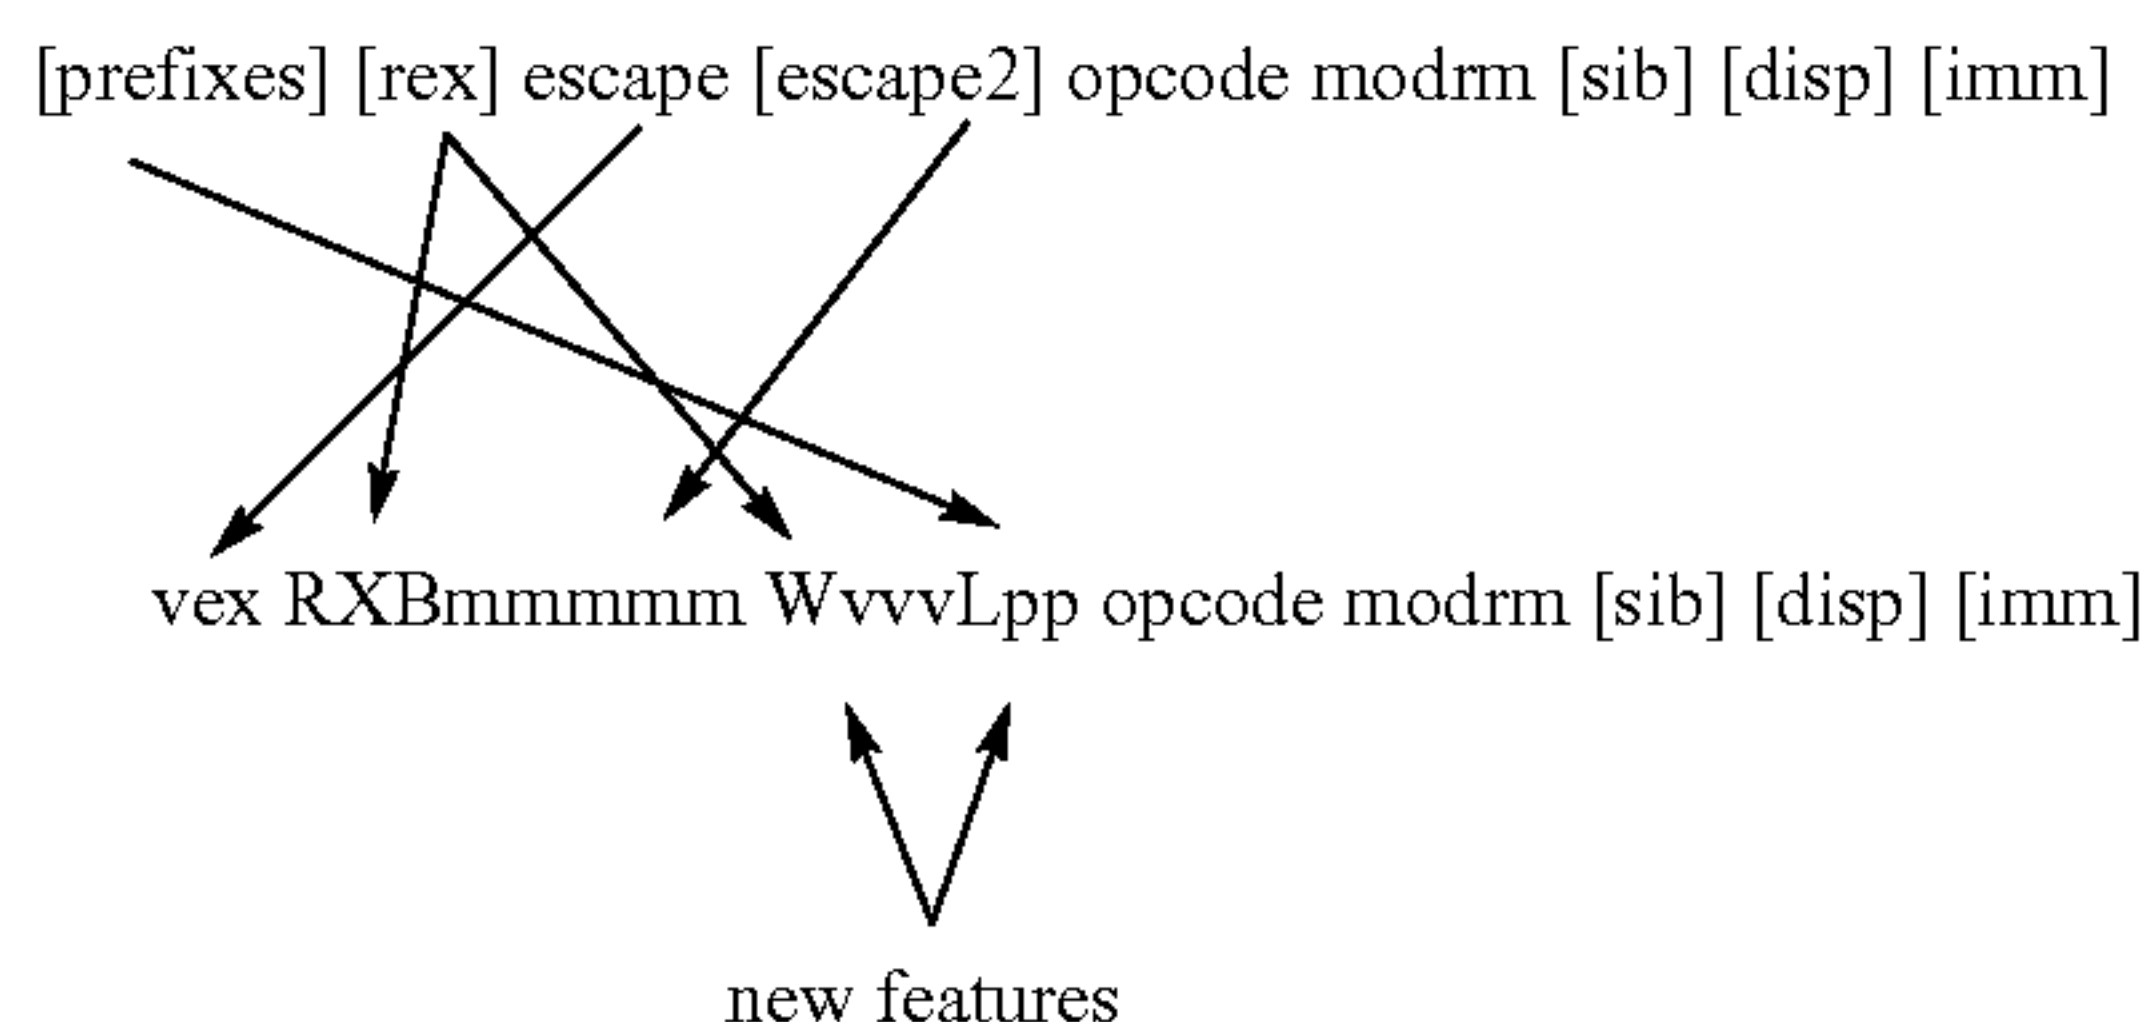 [prefixes] [rex] escape [escape2] opcode modrm [sib] [disp] [imm]
vex RXBmmmmm WvvvLpp opcode modrm [sib] [disp] [imm]
new features